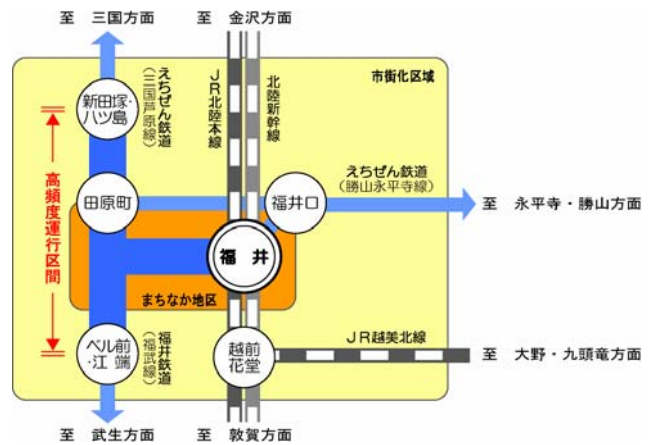 至　三国方面
至　金沢方面
市街化区域
えちぜん鉄道
（三国芦原線）
ＪＲ北陸本線
北陸新幹線
新田塚・
八ツ島
えちぜん鉄道
（勝山永平寺線）
田原町
福井口
至　永平寺・勝山方面
高頻度運行区間
福 井
まちなか地区
ベル前
・江 端
福井鉄道
（福武線）
越前
花堂
ＪＲ越美北線
至　大野・九頭竜方面
至　武生方面
至　敦賀方面